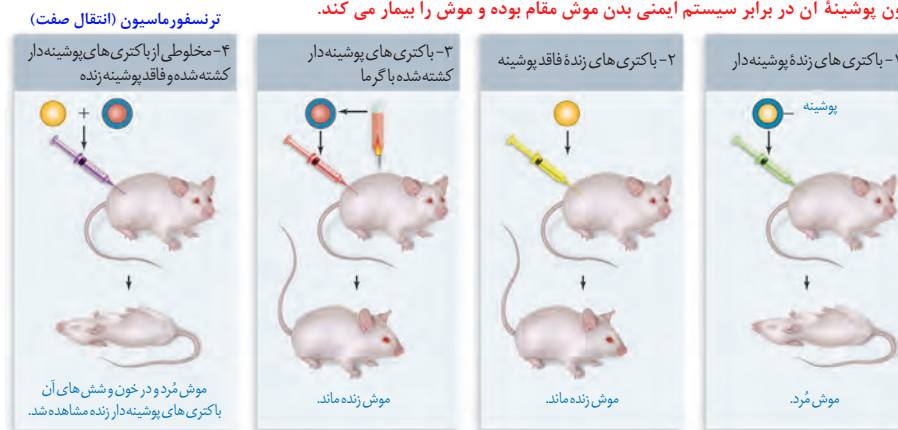 پوشینهٔ آن در برابر سیستم ایمنی بدن موش مقام بوده و موش را بیمار می کند.
ترنسفورماسیون (انتقال صفت)
۱- باکتری‌های زندهٔ پوشینه‌دار
پوشینه
موش مُرد.
۲- باکتری‌های زندهٔ فاقد پوشینه
موش زنده ماند.
۳- باکتری‌های پوشینه‌دار
کشته‌شده با گرما
موش زنده ماند.
۴- مخلوطی از باکتری‌های پوشینه‌دار
کشته‌شده و فاقد پوشینه زنده
+
موش مُرد و در خون و شش‌های آن
باکتری‌های پوشینه‌دار زنده مشاهده شد.